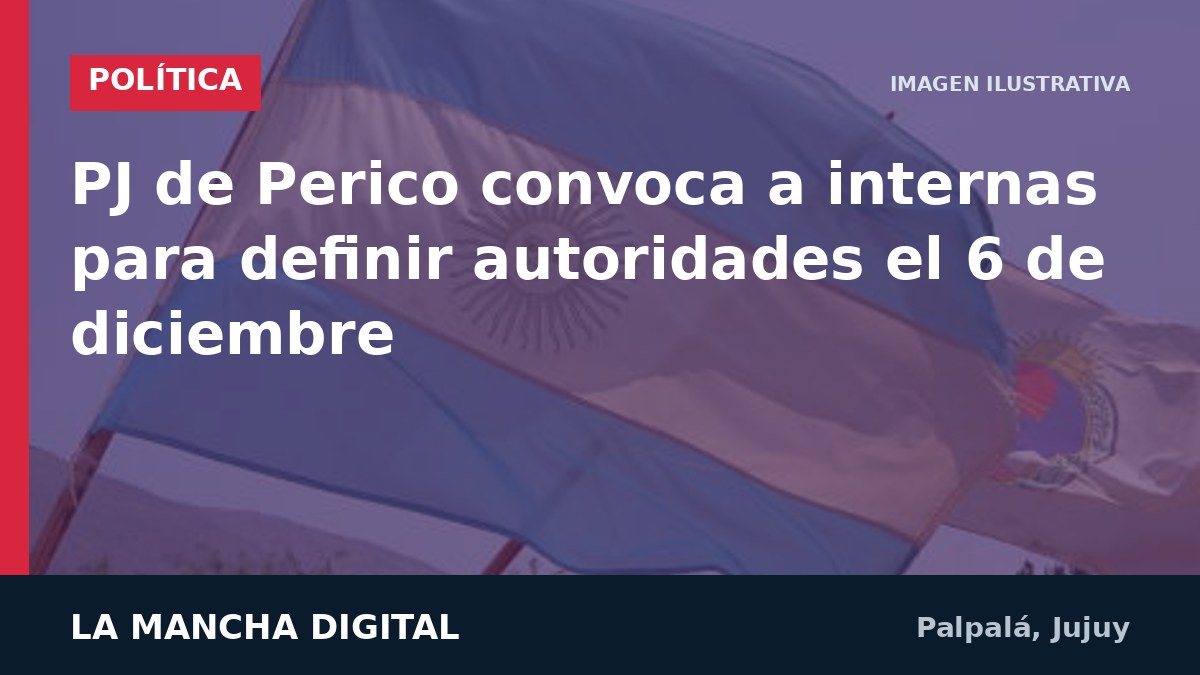 POLÍTICA
IMAGEN ILUSTRATIVA
PJ de Perico convoca a internas
para definir autoridades el 6 de
diciembre
LA MANCHA DIGITAL
Palpalá, Jujuy